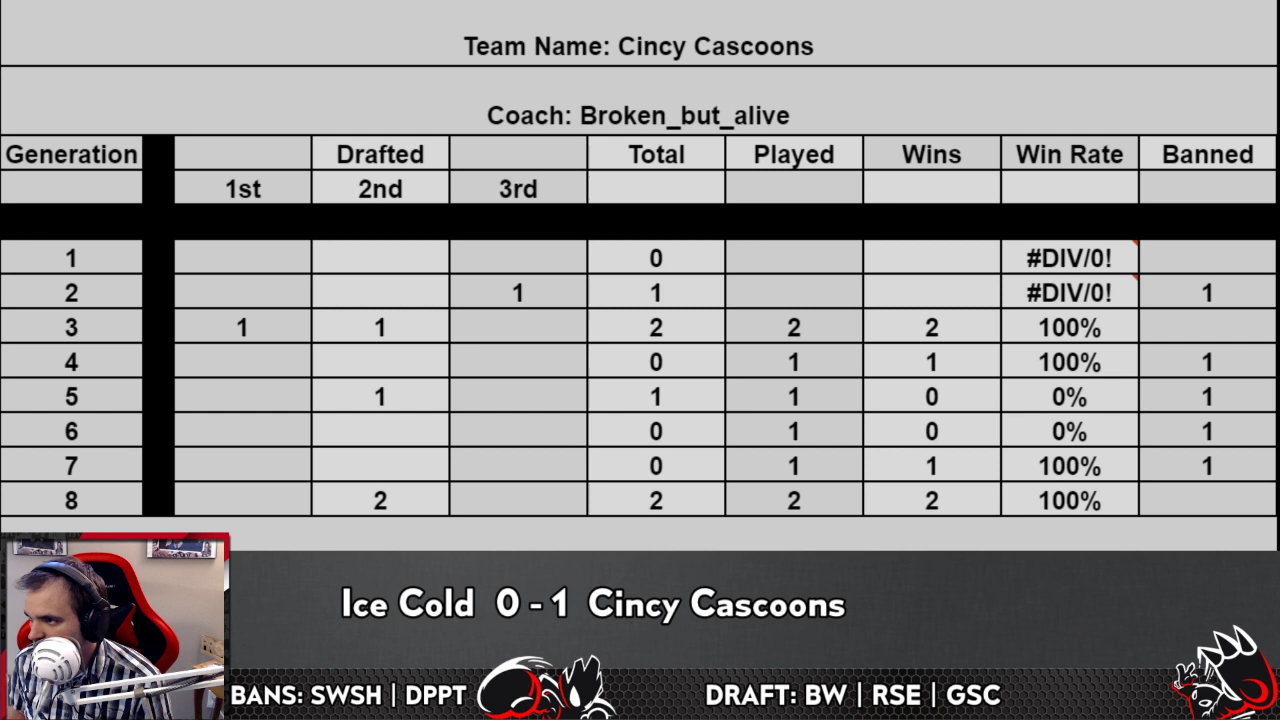 Team Name: Cincy Cascoons
Coach: Broken_but_alive
Generation Drafted Total Played Wins Win Rate Banned
1st 2nd 3rd
1 0 #DIV/0!
2 1 1 #DIV/0! 1
3 1 1 2 2 2 100%
4 0 1 1 100% 1
5 1 1 1 0 0% 1
6 0 1 0 0% 1
7 0 1 1 100% 1
8 2 2 2 2 100%
Ice Cold 0 - 1 Cincy Cascoons
BANS: SWSH | DPPT DRAFT: BW | RSE | GSC